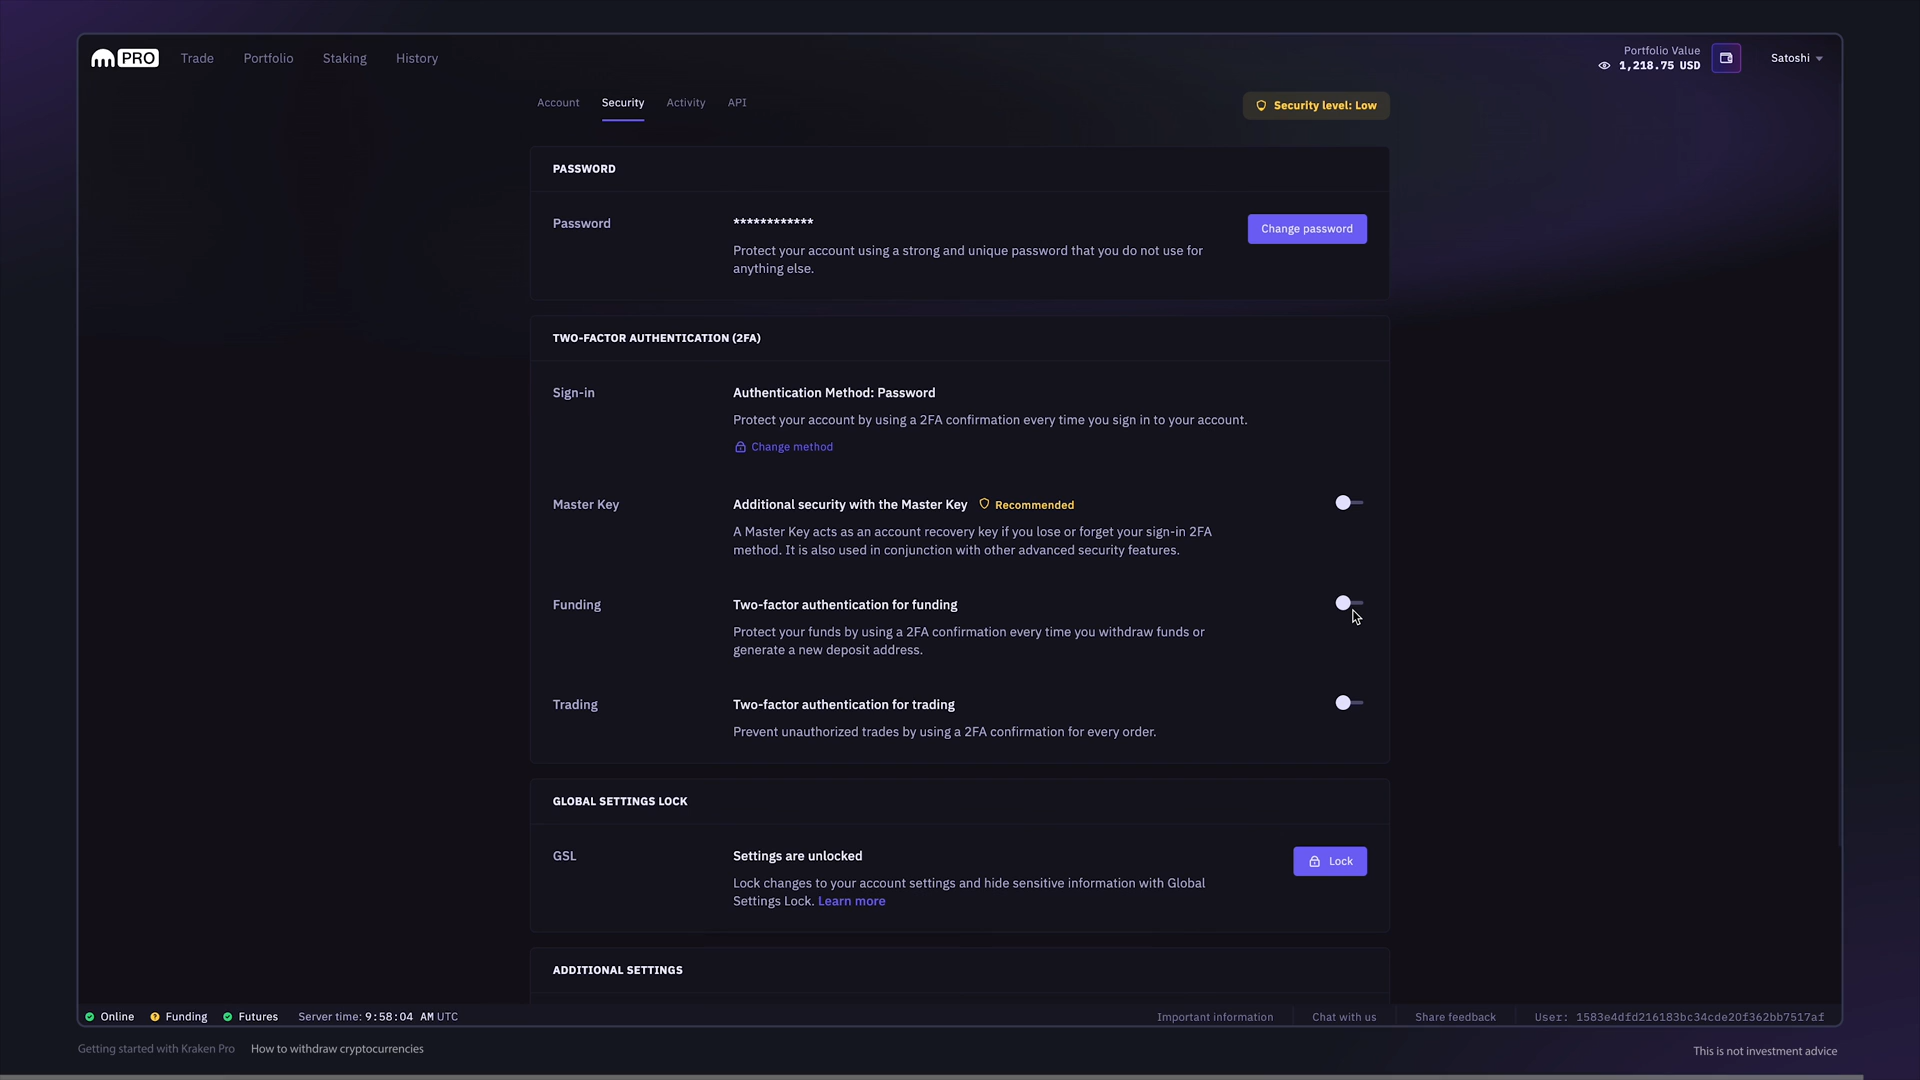 PRO Trade Portfolio Staking History
Portfolio Value
1,218.75 USD
Satoshi
Account Security Activity API
Security level: Low
PASSWORD
Password
************
Change password
Protect your account using a strong and unique password that you do not use for
anything else.
TWO-FACTOR AUTHENTICATION (2FA)
Sign-in
Authentication Method: Password
Protect your account by using a 2FA confirmation every time you sign in to your account.
Change method
Master Key
Additional security with the Master Key Recommended
A Master Key acts as an account recovery key if you lose or forget your sign-in 2FA
method. It is also used in conjunction with other advanced security features.
Funding
Two-factor authentication for funding
Protect your funds by using a 2FA confirmation every time you withdraw funds or
generate a new deposit address.
Trading
Two-factor authentication for trading
Prevent unauthorized trades by using a 2FA confirmation for every order.
GLOBAL SETTINGS LOCK
GSL
Settings are unlocked
Lock
Lock changes to your account settings and hide sensitive information with Global
Settings Lock. Learn more
ADDITIONAL SETTINGS
Online Funding Futures Server time: 9:58:04 AM UTC
Important information Chat with us Share feedback User: 1583e4dfd216183bc34cde20f362bb7517af
Getting started with Kraken Pro How to withdraw cryptocurrencies
This is not investment advice